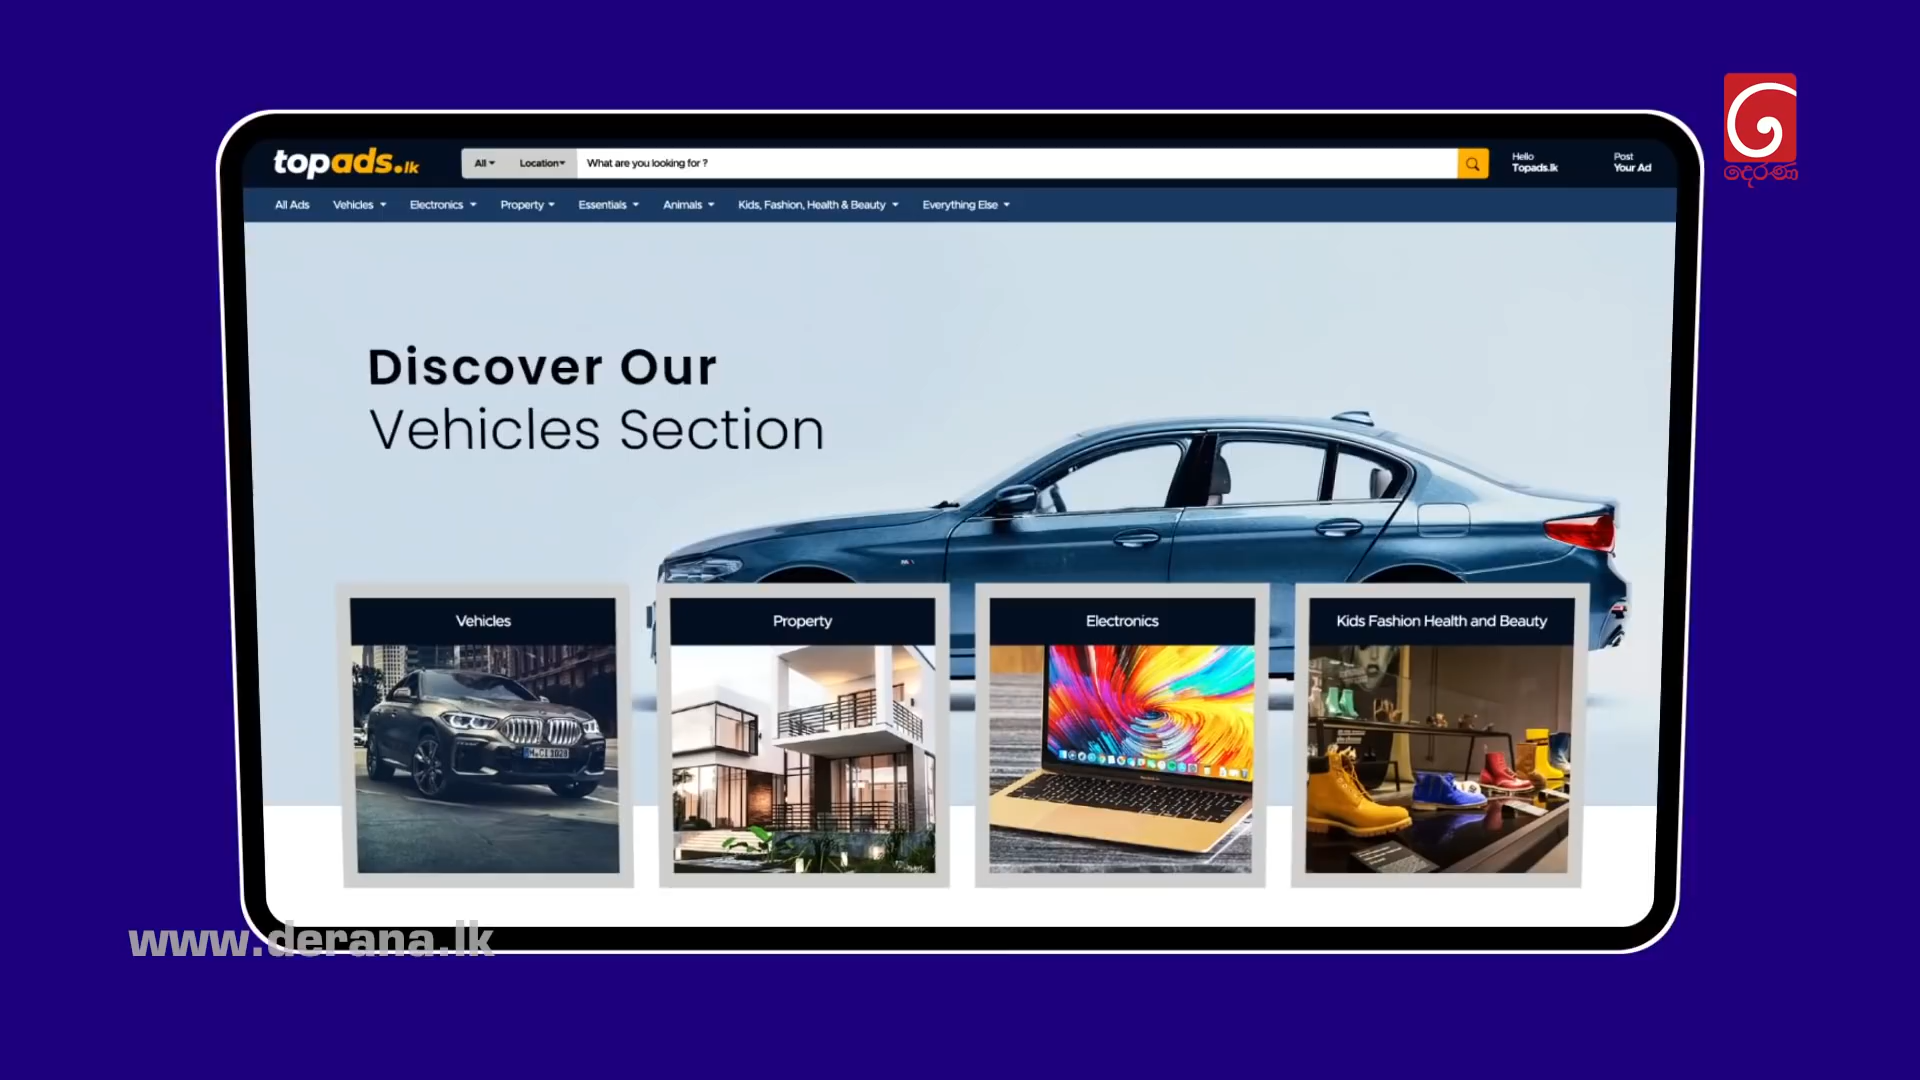 දෙරණ
topads.lk
All
Location
What are you looking for ?
Hello
Topads.lk
Post
Your Ad
All Ads
Vehicles
Electronics
Property
Essentials
Animals
Kids, Fashion, Health & Beauty
Everything Else
Discover Our
Vehicles Section
Vehicles
Property
Electronics
Kids Fashion Health and Beauty
www.derana.lk